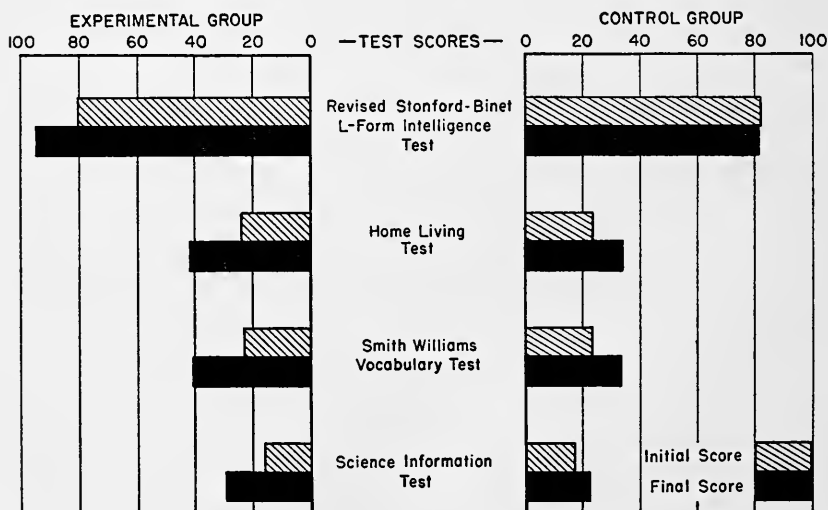 EXPERIMENTAL GROUP
100 80 60 40 20 0
—TEST SCORES—
CONTROL GROUP
0 20 40 60 80 100
Revised Stonford-Binet
L-Form Intelligence
Test
Home Living
Test
Smith Williams
Vocabulary Test
Science Information
Test
Initial Score
Final Score